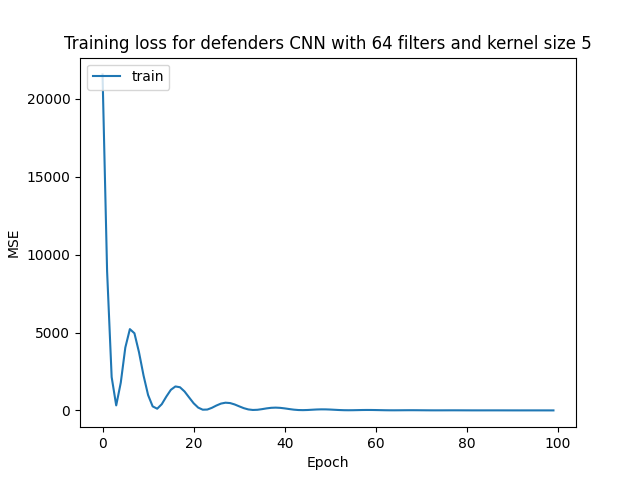 Training loss for defenders CNN with 64 filters and kernel size 5
train
20000
15000
10000
5000
0
MSE
0 20 40 60 80 100
Epoch